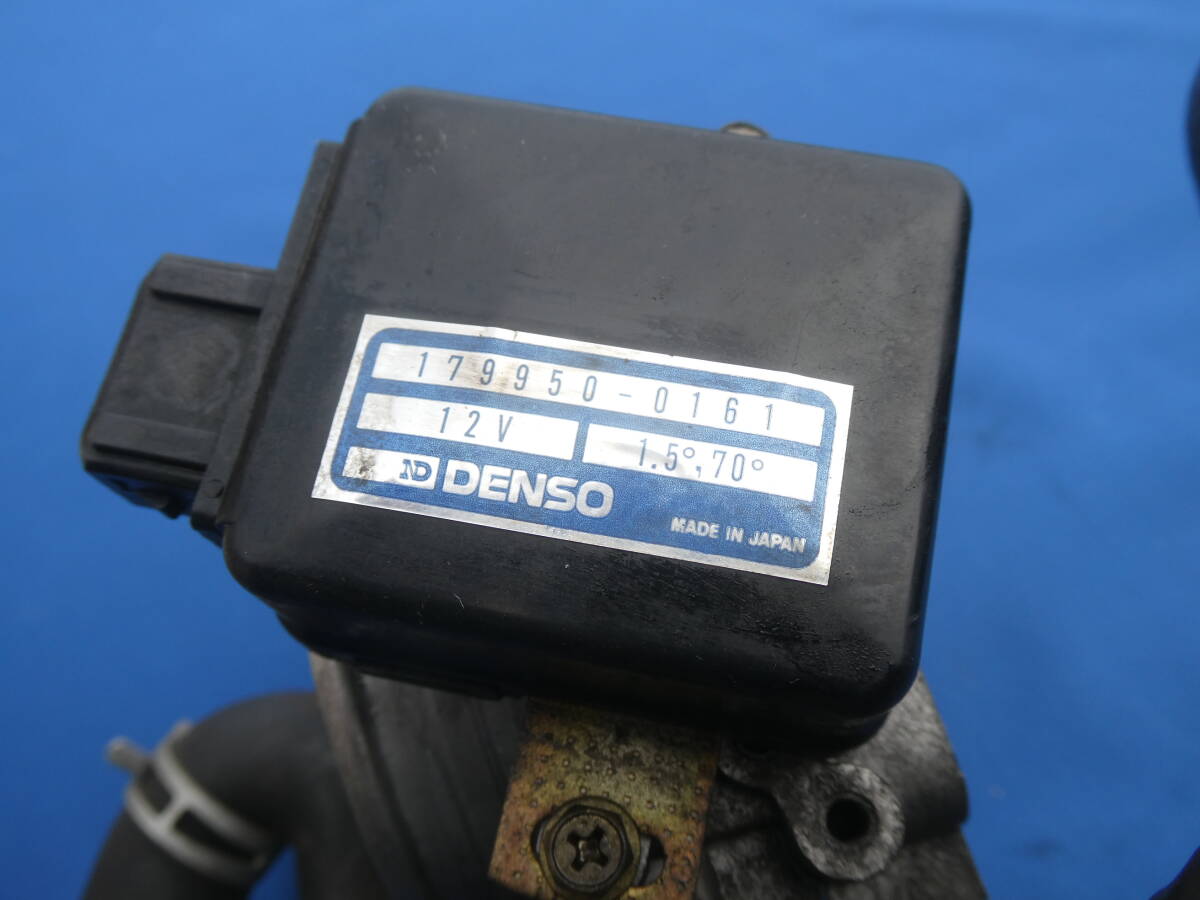 179950-0161
12V 1.5°,70°
ND DENSO
MADE IN JAPAN